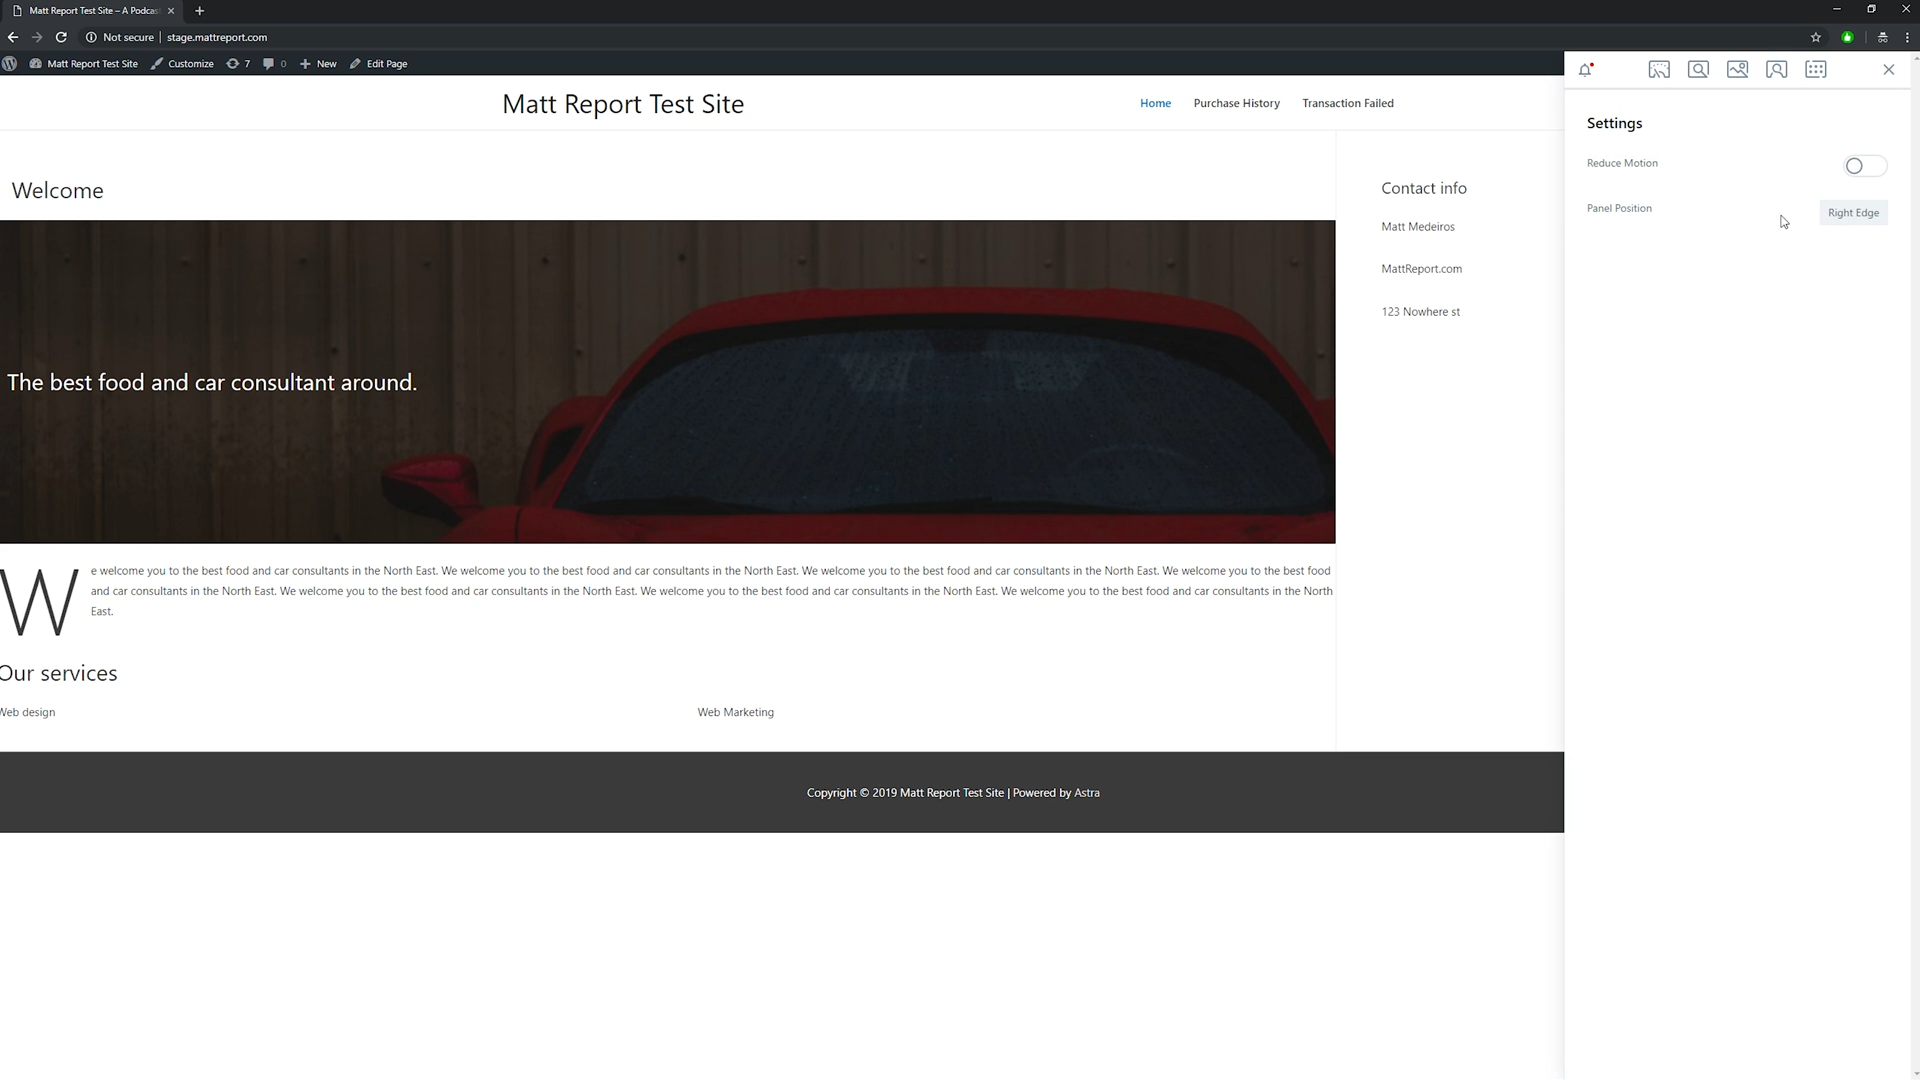 Matt Report Test Site – A Podcas
Not secure | stage.mattreport.com
Matt Report Test Site Customize 7 0 New Edit Page
Matt Report Test Site
Home Purchase History Transaction Failed
Welcome
The best food and car consultant around.
W
e welcome you to the best food and car consultants in the North East. We welcome you to the best food and car consultants in the North East. We welcome you to the best food and car consultants in the North East. We welcome you to the best food
and car consultants in the North East. We welcome you to the best food and car consultants in the North East. We welcome you to the best food and car consultants in the North East. We welcome you to the best food and car consultants in the North
East.
Our services
Web design
Web Marketing
Contact info
Matt Medeiros
MattReport.com
123 Nowhere st
Copyright © 2019 Matt Report Test Site | Powered by Astra
Settings
Reduce Motion
Panel Position
Right Edge